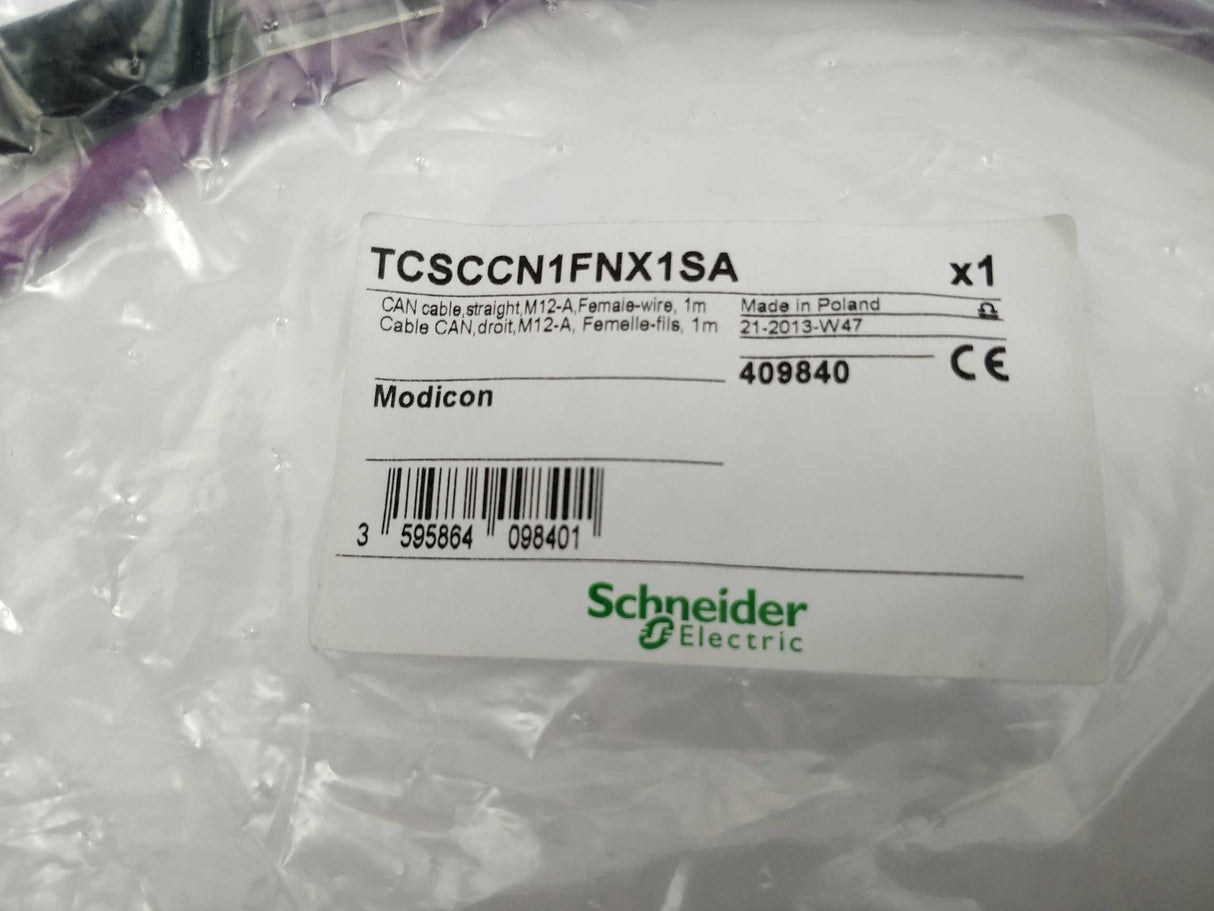 TCSCCN1FNX1SA x1
CAN cable,straight,M12-A,Female-wire, 1m Made in Poland
Cable CAN,droit,M12-A, Femelle-fils, 1m 21-2013-W47
409840 CE
Modicon
3 595864 098401
Schneider
Electric